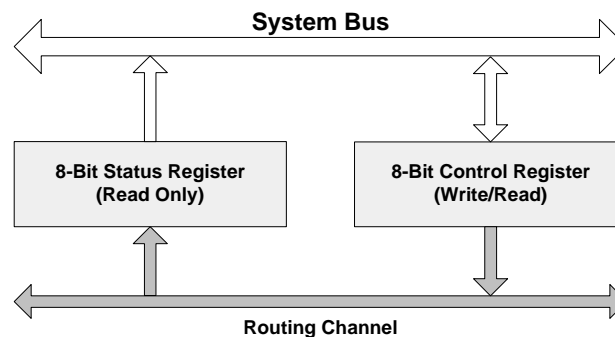 System Bus
8-Bit Status Register
(Read Only)
8-Bit Control Register
(Write/Read)
Routing Channel